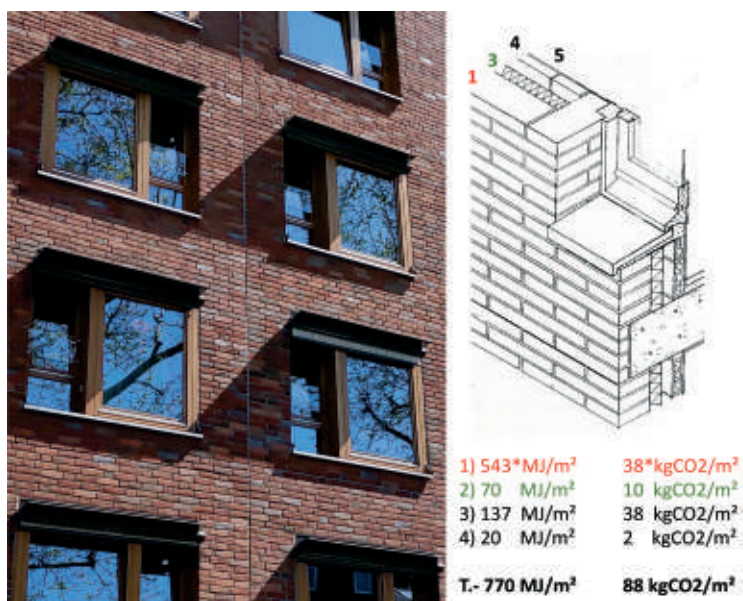 4 5
3
1
1) 543*MJ/m² 38*kgCO2/m²
2) 70 MJ/m² 10 kgCO2/m²
3) 137 MJ/m² 38 kgCO2/m²
4) 20 MJ/m² 2 kgCO2/m²
T.- 770 MJ/m² 88 kgCO2/m²